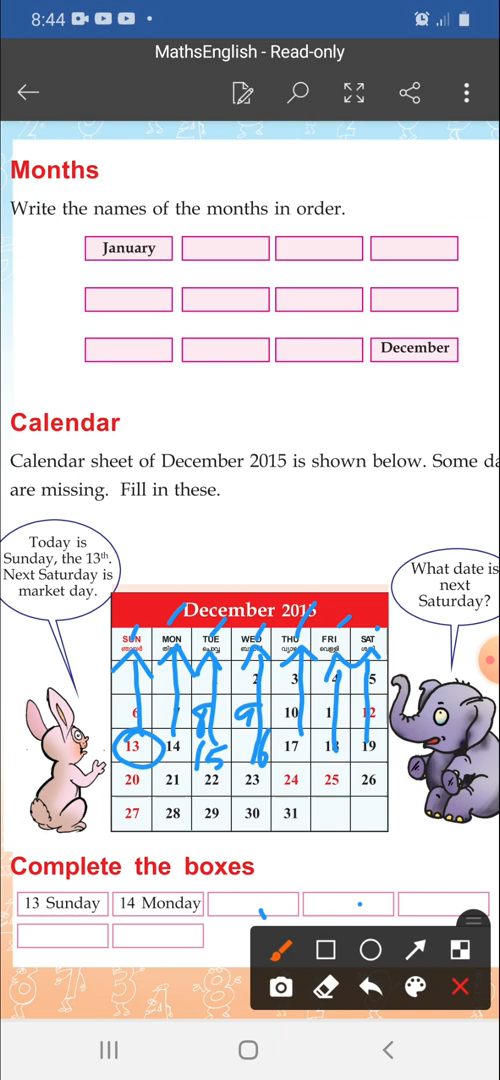 8:44
MathsEnglish - Read-only
Months
Write the names of the months in order.
January
December
Calendar
Calendar sheet of December 2015 is shown below. Some da
are missing. Fill in these.
Today is
Sunday, the 13th.
Next Saturday is
market day.
What date is
next
Saturday?
December 2015
SUN MON TUE WED THU FRI SAT
ഞായർ ചൊവ്വ വെള്ളി
2 3 4 5
6 7 8 9 10 11 12
13 14 15 16 17 18 19
20 21 22 23 24 25 26
27 28 29 30 31
Complete the boxes
13 Sunday 14 Monday